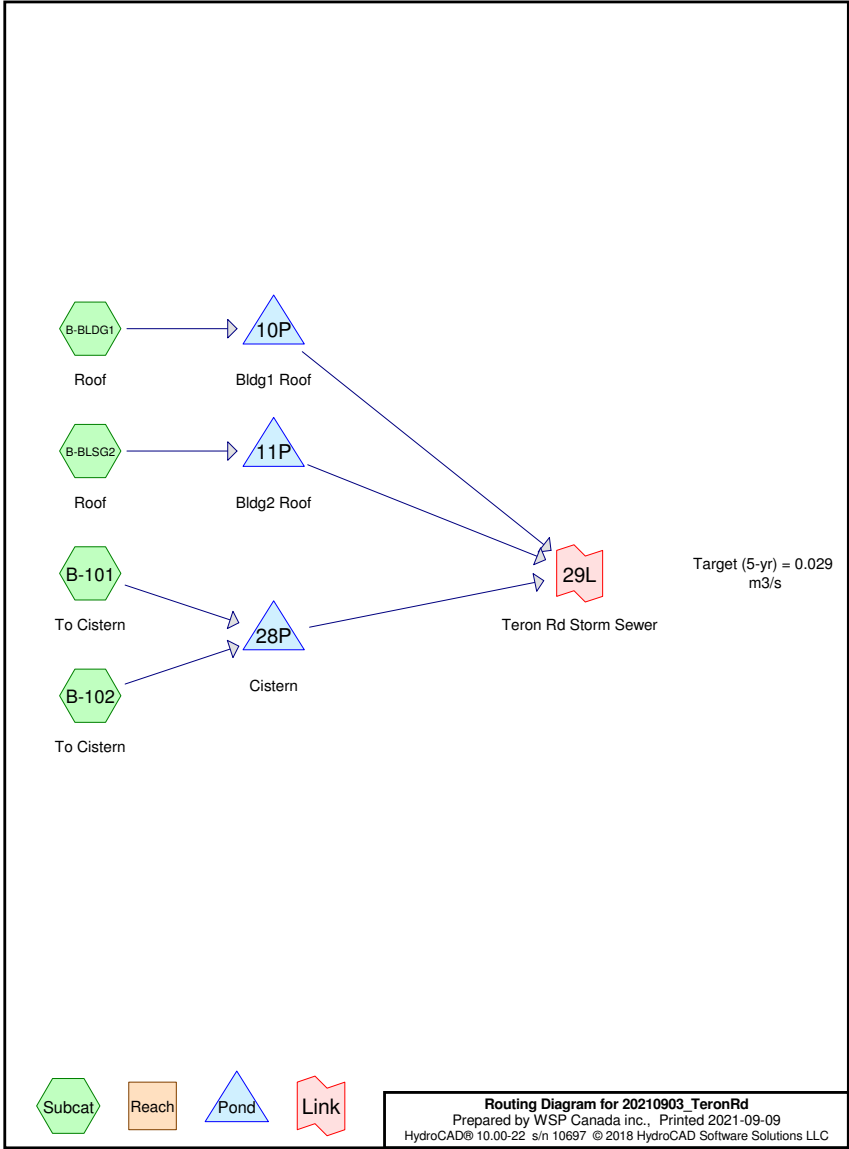 B-BLDG1
10P
Roof
Bldg1 Roof
B-BLSG2
11P
Roof
Bldg2 Roof
B-101
29L
Target (5-yr) = 0.029
m3/s
To Cistern
28P
Teron Rd Storm Sewer
B-102
Cistern
To Cistern
Subcat
Reach
Pond
Link
Routing Diagram for 20210903_TeronRd
Prepared by WSP Canada inc., Printed 2021-09-09
HydroCAD® 10.00-22 s/n 10697 © 2018 HydroCAD Software Solutions LLC